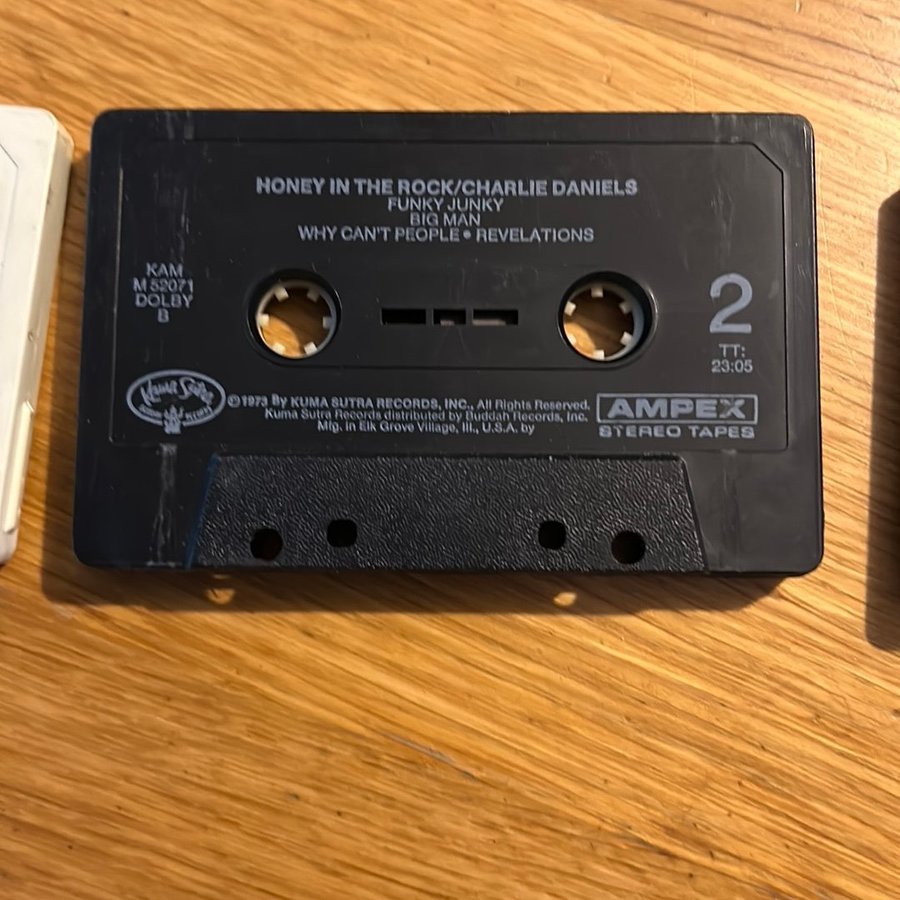 HONEY IN THE ROCK/CHARLIE DANIELS
FUNKY JUNKY
BIG MAN
WHY CAN'T PEOPLE • REVELATIONS
KAM
M 52071
DOLBY
B
2
TT:
23:05
Kama Sutra
©1973 By KUMA SUTRA RECORDS, INC., All Rights Reserved.
Kuma Sutra Records distributed by Buddah Records, Inc.
Mfg. in Elk Grove Village, Ill., U.S.A. by
AMPEX
STEREO TAPES